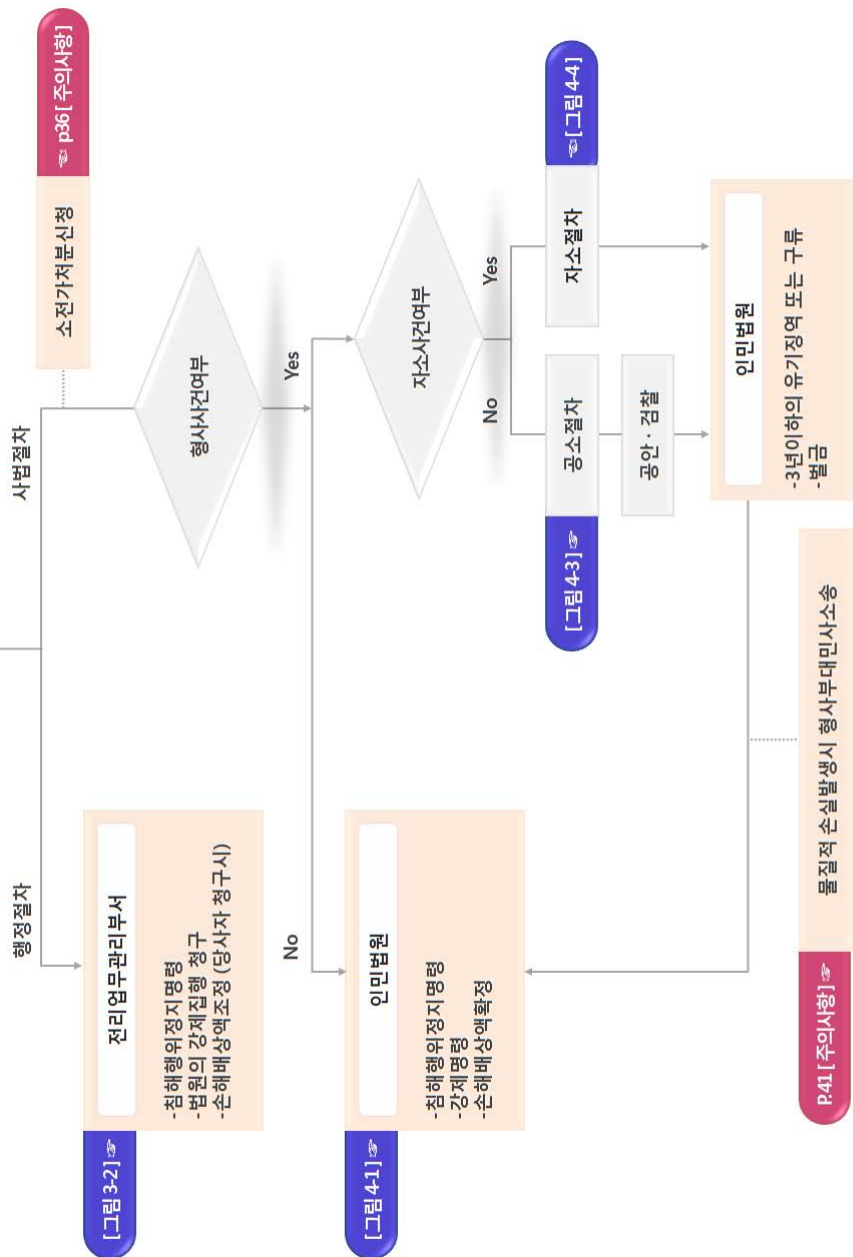 행정절차
사법절차
[그림 3-2] ☞
전리업무관리부서
-침해행위정지명령
-법원의 강제집행 청구
-손해배상액조정 (당사자 청구시)
소전가처분신청
☜ p36 [ 주의사항]
형사사건여부
No
Yes
[그림 4-1] ☞
인민법원
-침해행위정지명령
-강제명령
-손해배상액확정
자소사건여부
No
Yes
[그림 4-3] ☞
공소절차
자소절차
☜ [그림 4-4]
공안 · 검찰
인민법원
-3년이하의 유기징역 또는 구류
-벌금
P.41 [ 주의사항] ☞
물질적 손실발생시 형사부대민사소송